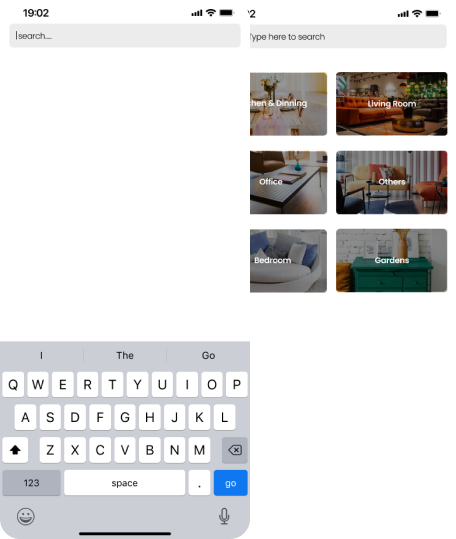 19:02
search....
I The Go
Q W E R T Y U I O P
A S D F G H J K L
Z X C V B N M
123 space . go
?2
ype here to search
hen & Dinning
Living Room
Office
Others
Bedroom
Gardens